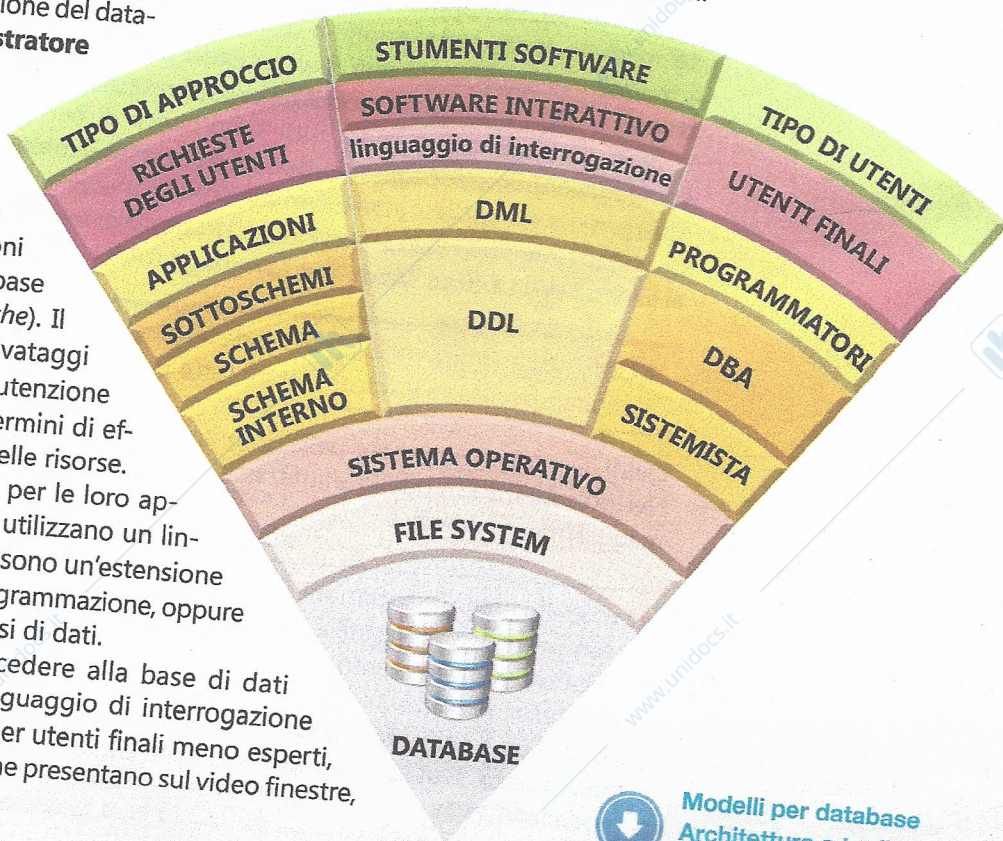 ione del data-
stratore
TIPO DI APPROCCIO
STUMENTI SOFTWARE
TIPO DI UTENTI
RICHIESTE
DEGLI UTENTI
SOFTWARE INTERATTIVO
linguaggio di interrogazione
UTENTI FINALI
APPLICAZIONI
DML
PROGRAMMATORI
SOTTOSCHEMI
SCHEMA
SCHEMA
INTERNO
DDL
DBA
SISTEMISTA
SISTEMA OPERATIVO
FILE SYSTEM
DATABASE
oni
base
he). Il
vataggi
utenzione
ermini di ef-
elle risorse.
per le loro ap-
utilizzano un lin-
sono un'estensione
grammazione, oppure
si di dati.
cedere alla base di dati
guaggio di interrogazione
er utenti finali meno esperti,
ne presentano sul video finestre,
Modelli per database
www.unidocs.it